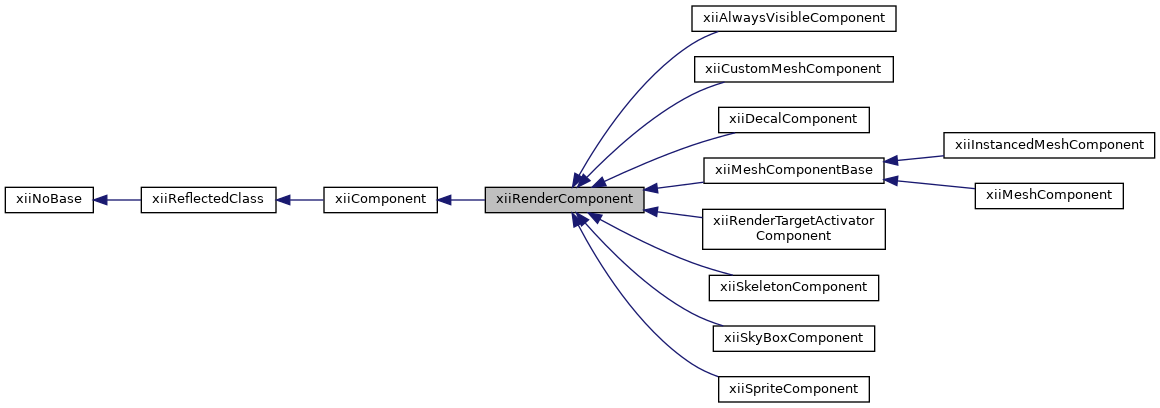 xiiAlwaysVisibleComponent
xiiCustomMeshComponent
xiiDecalComponent
xiiInstancedMeshComponent
xiiMeshComponentBase
xiiMeshComponent
xiiNoBase
xiiReflectedClass
xiiComponent
xiiRenderComponent
xiiRenderTargetActivator
Component
xiiSkeletonComponent
xiiSkyBoxComponent
xiiSpriteComponent